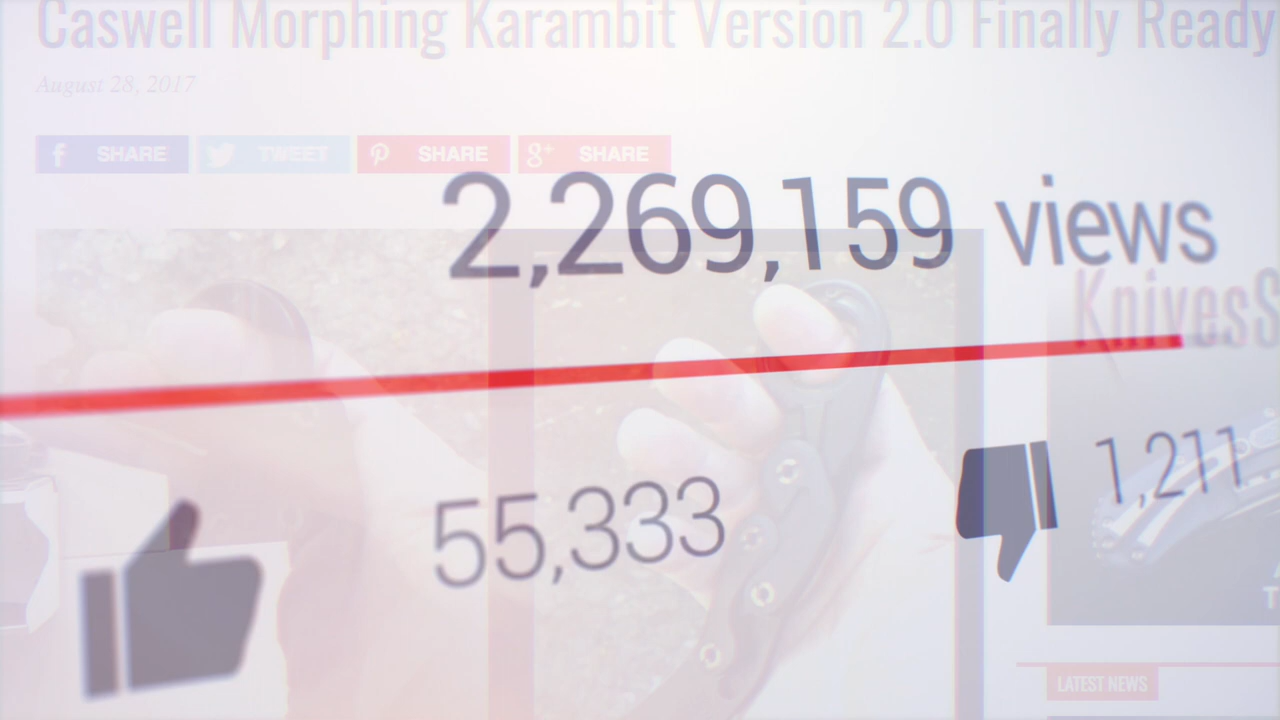 Caswell Morphing Karambit Version 2.0 Finally Ready
August 28, 2017
SHARE TWEET SHARE g+ SHARE
2,269,159 views
KnivesS
55,333
1,211
LATEST NEWS